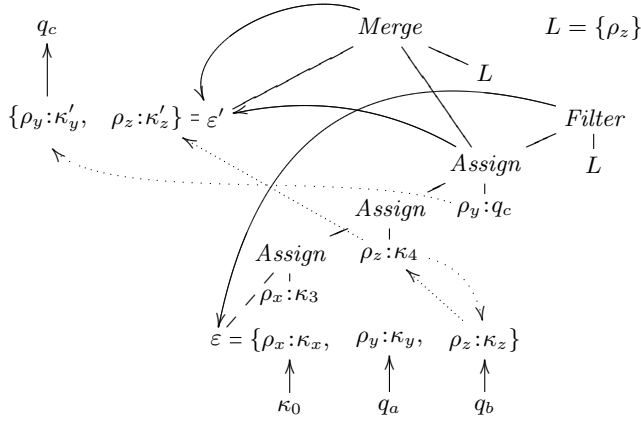 q_c
Merge
L = {ρ_z}
L
{ρ_y:κ'_y, ρ_z:κ'_z} = ε'
Filter
Assign
L
Assign
ρ_y:q_c
Assign
ρ_z:κ_4
ρ_x:κ_3
ε = {ρ_x:κ_x, ρ_y:κ_y, ρ_z:κ_z}
κ_0 q_a q_b